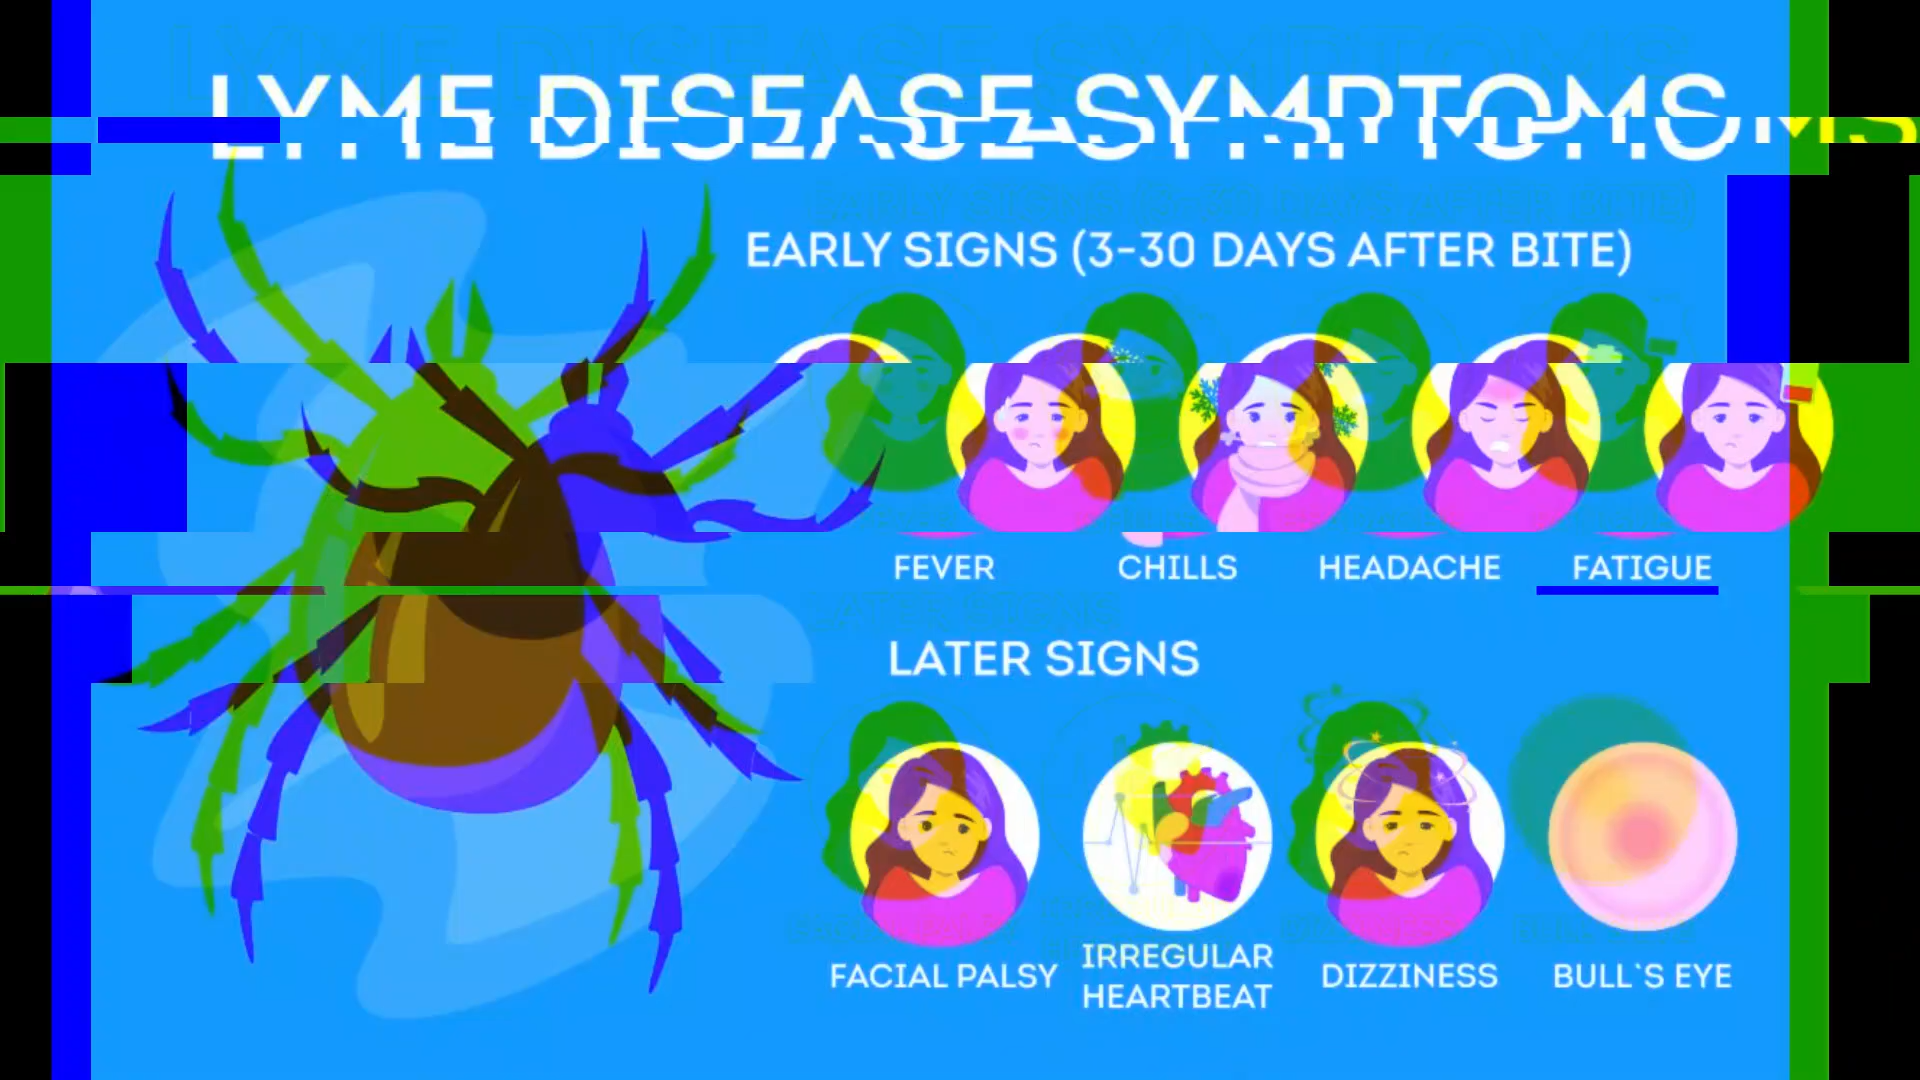 LYME DISEASE SYMPTOMS
EARLY SIGNS (3-30 DAYS AFTER BITE)
FEVER
CHILLS
HEADACHE
FATIGUE
LATER SIGNS
FACIAL PALSY
IRREGULAR
HEARTBEAT
DIZZINESS
BULL`S EYE